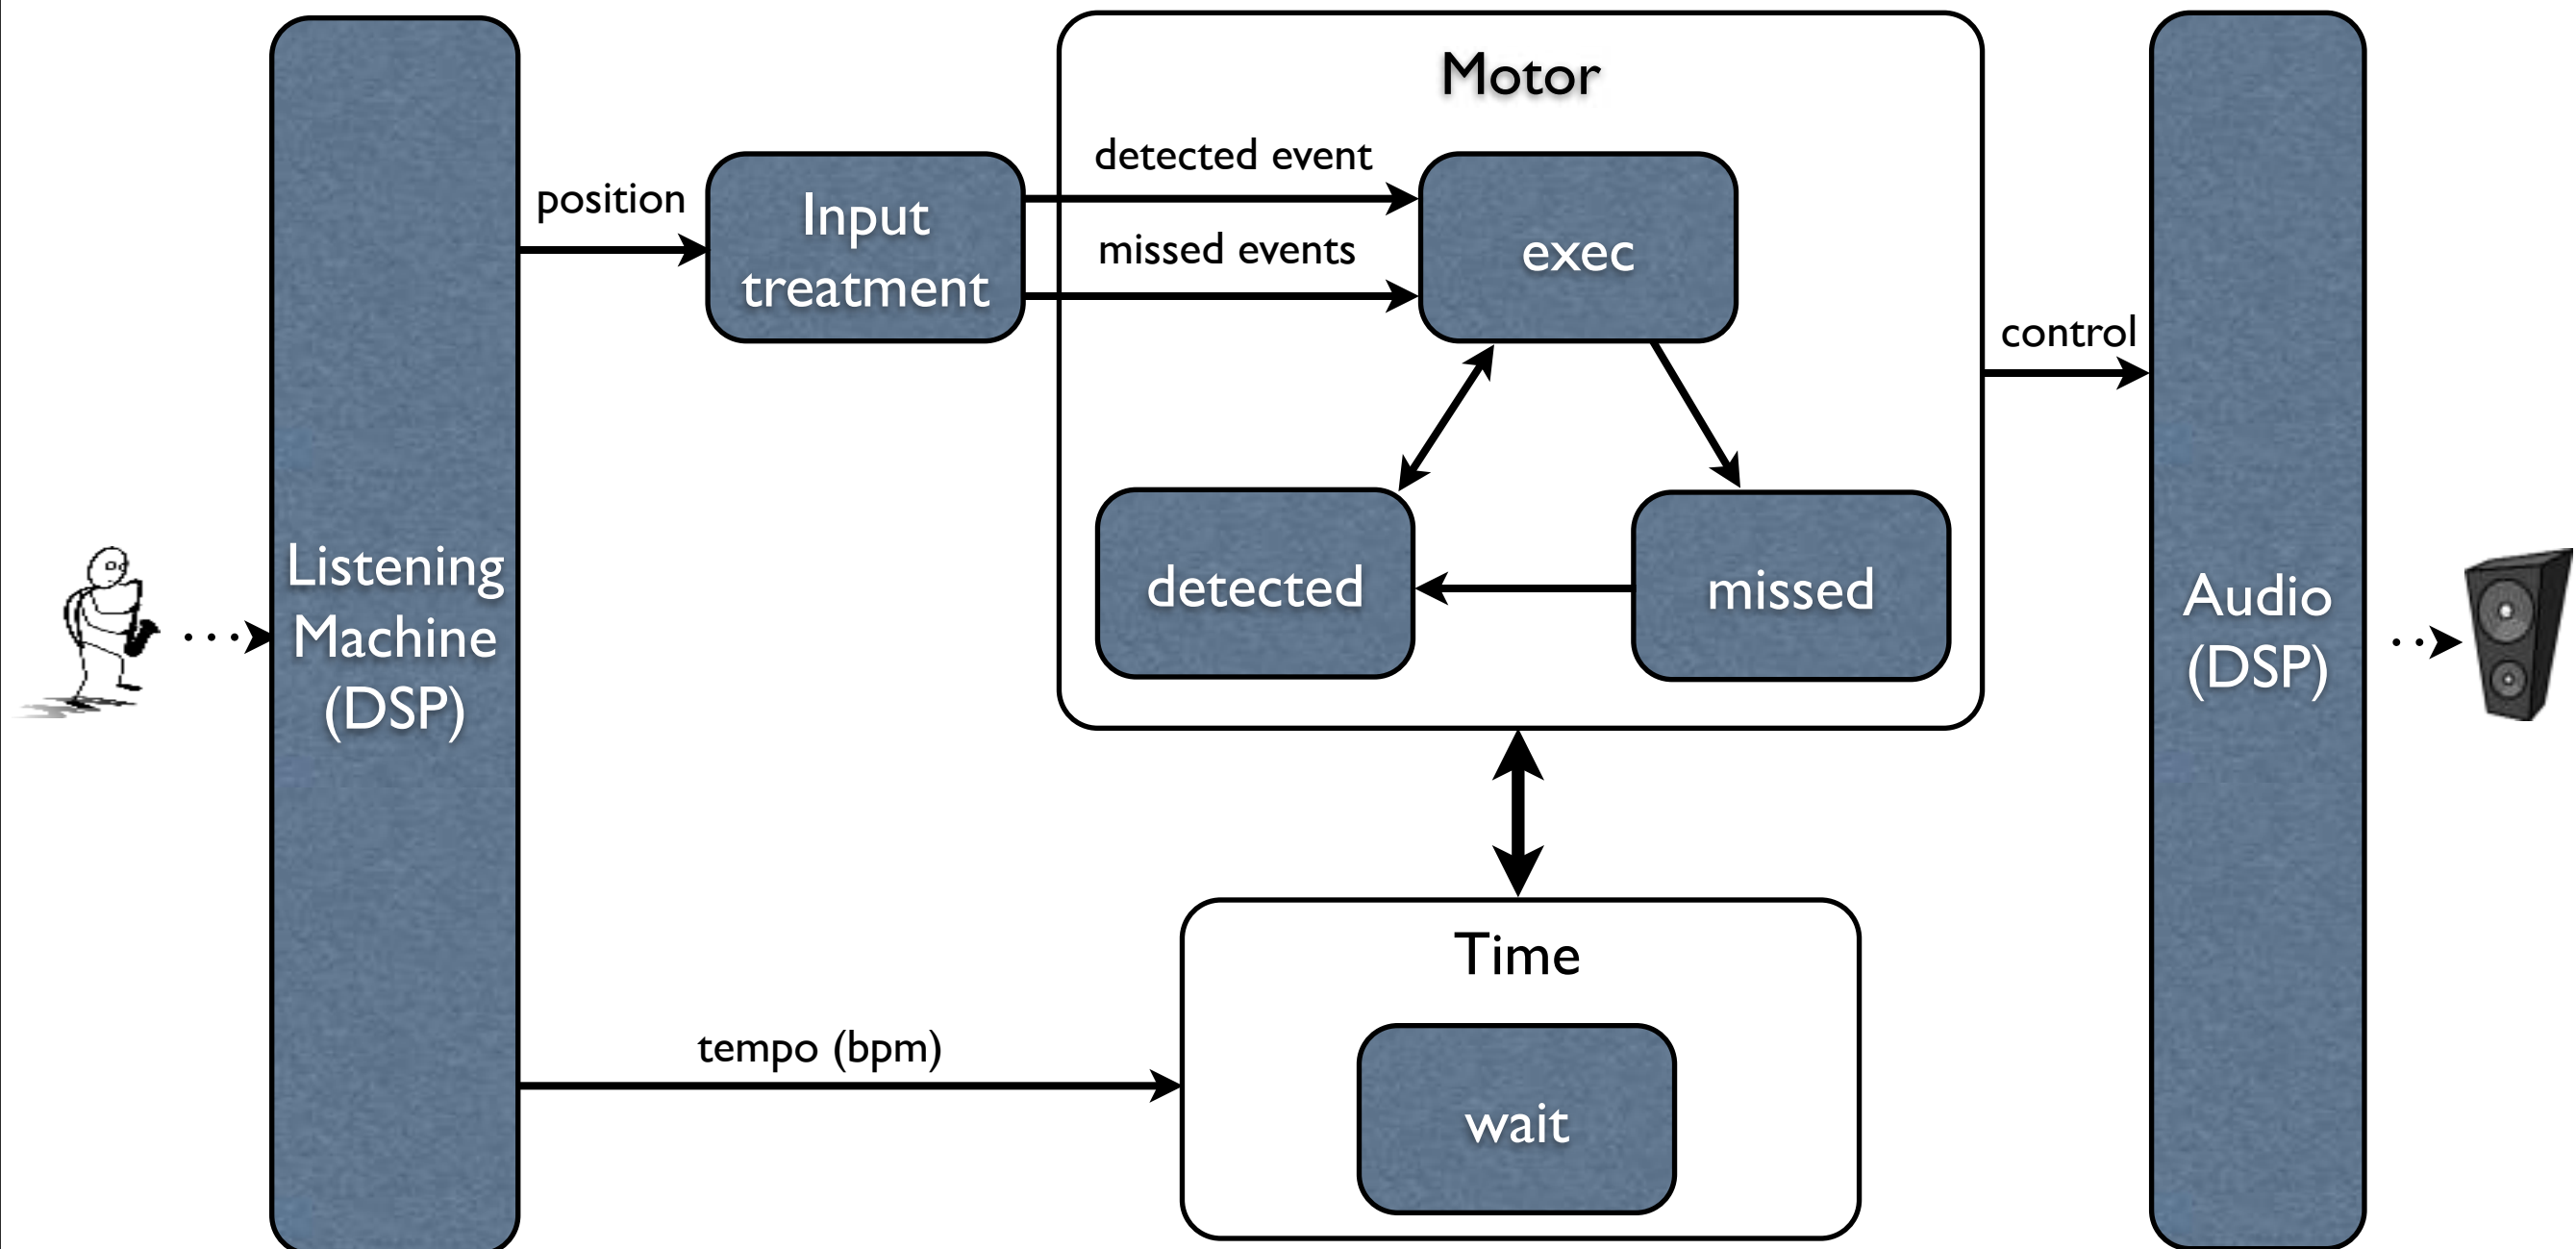 Motor
detected event
position
Input
treatment
missed events
exec
control
Listening
Machine
(DSP)
detected
missed
Audio
(DSP)
Time
tempo (bpm)
wait